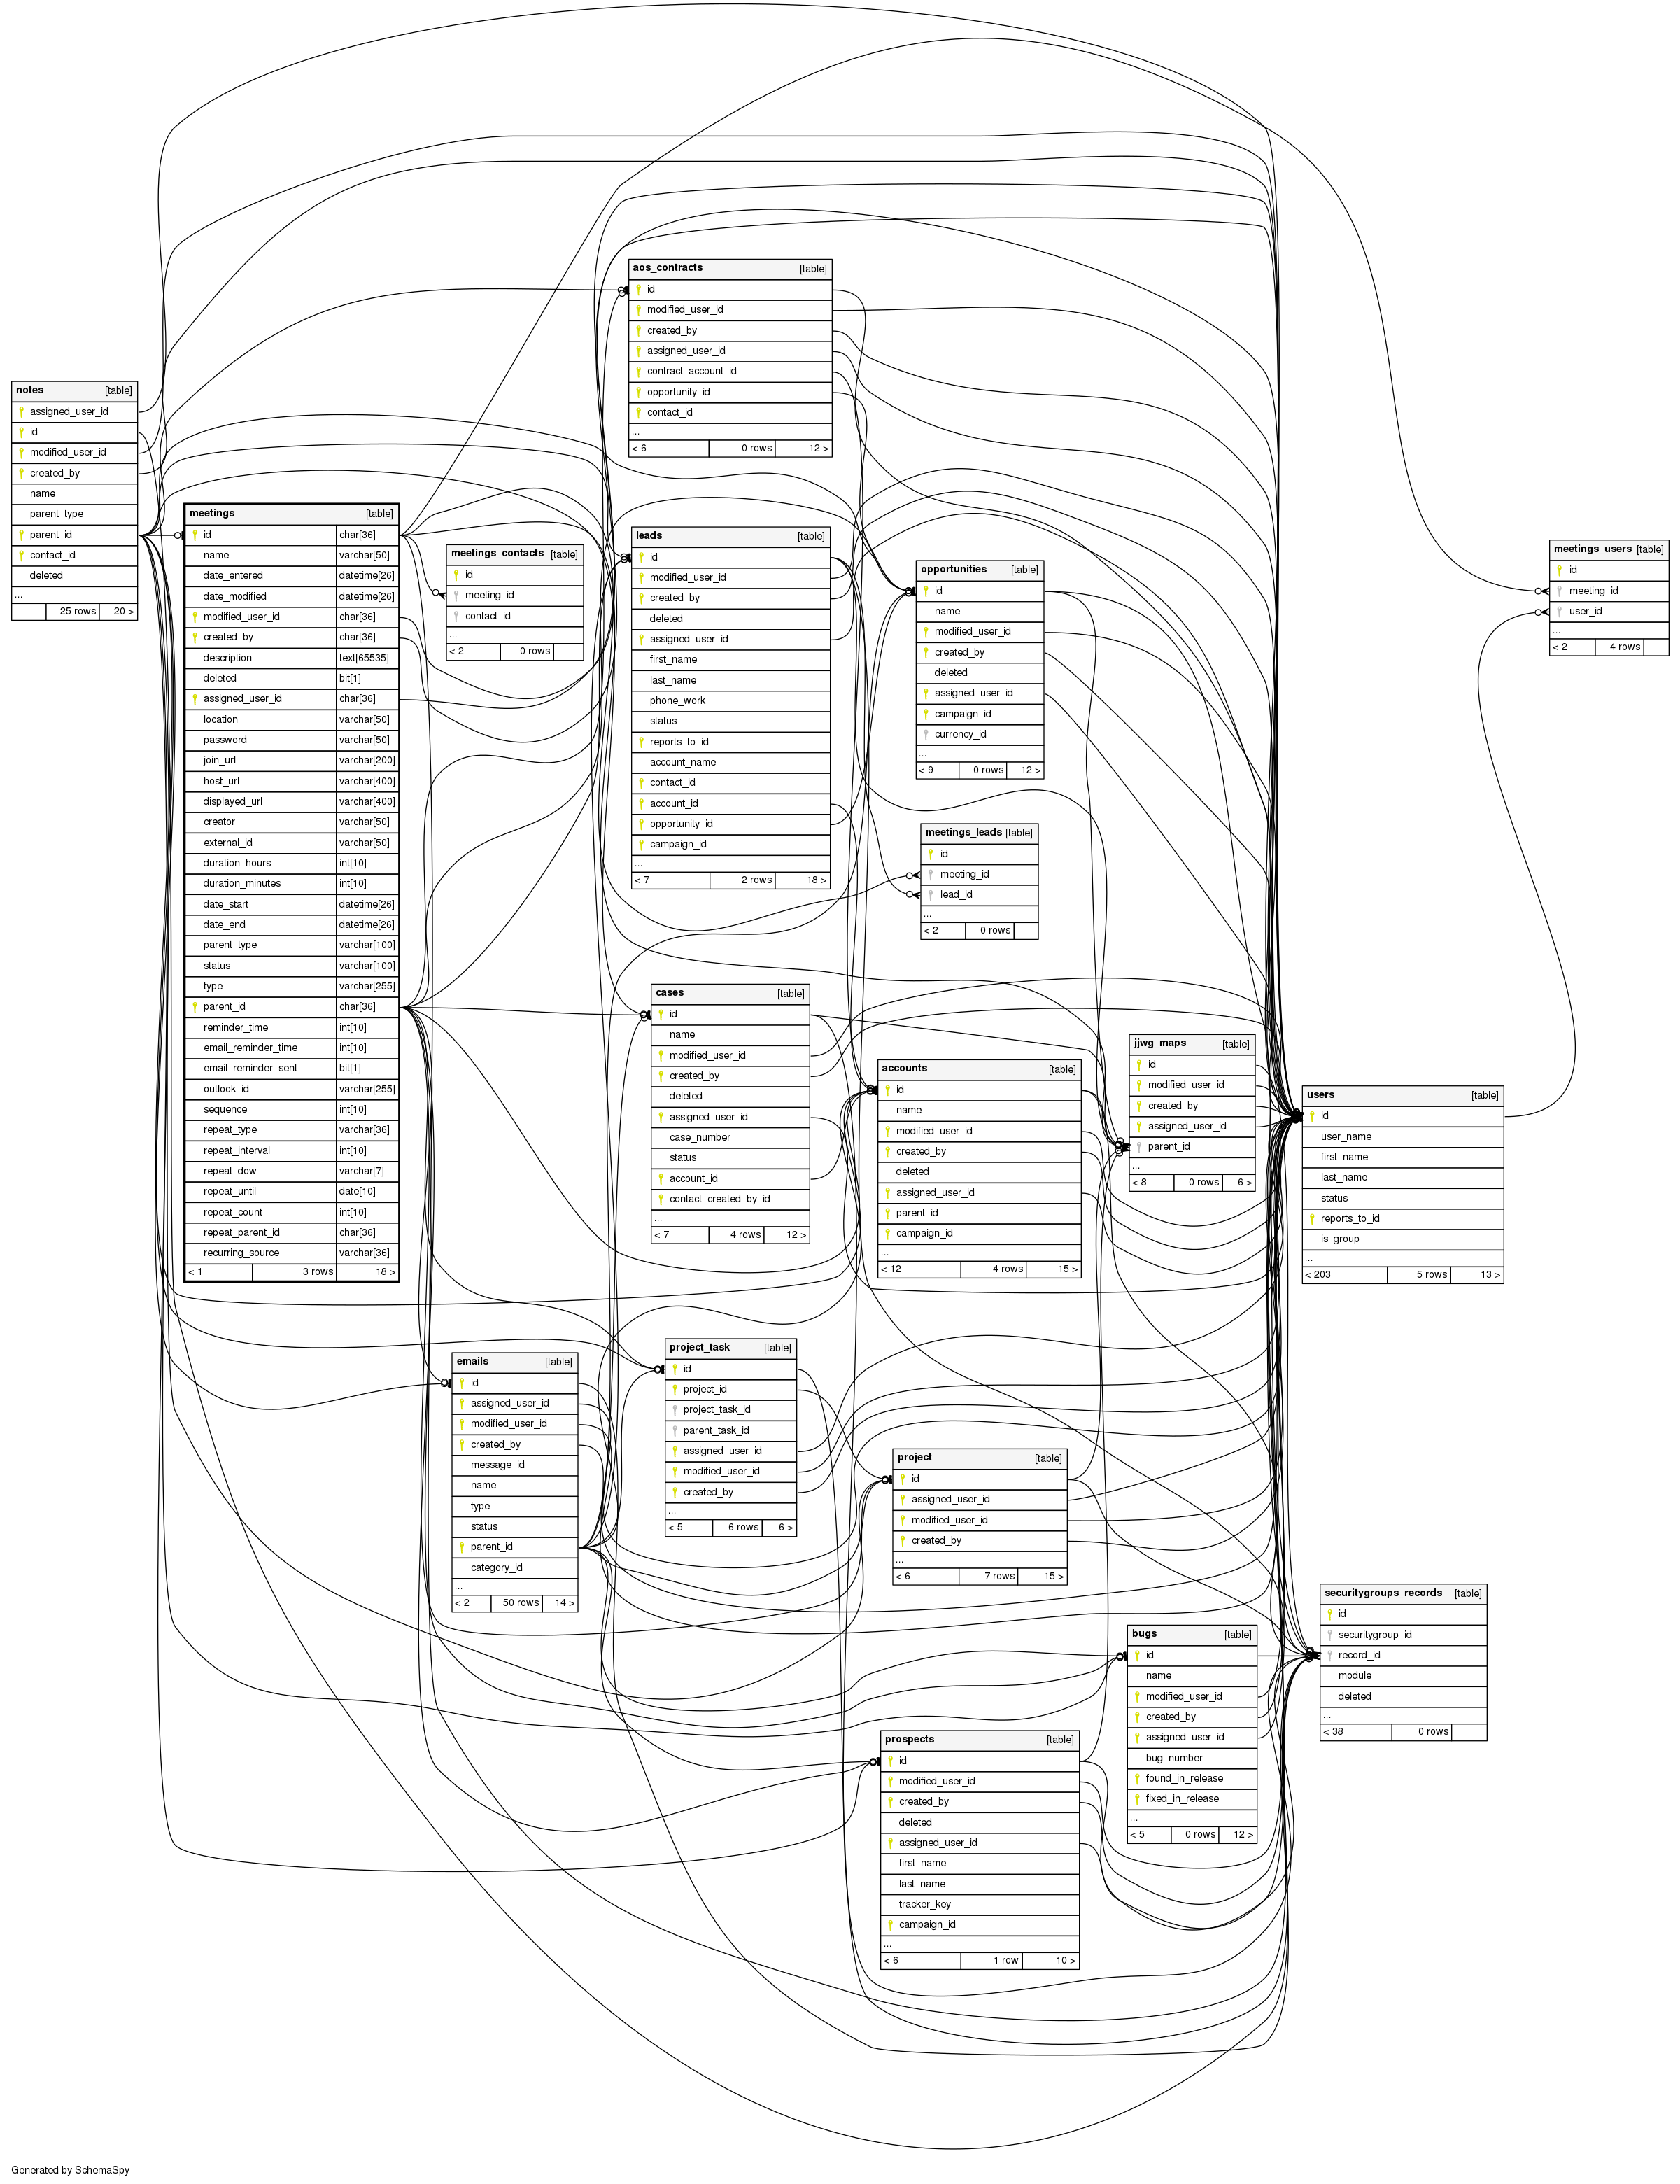 aos_contracts [table]
id
modified_user_id
created_by
assigned_user_id
contract_account_id
opportunity_id
contact_id
...
< 6 0 rows 12 >
notes [table]
assigned_user_id
id
modified_user_id
created_by
name
parent_type
parent_id
contact_id
deleted
...
25 rows 20 >
meetings [table]
id char[36]
name varchar[50]
date_entered datetime[26]
date_modified datetime[26]
modified_user_id char[36]
created_by char[36]
description text[65535]
deleted bit[1]
assigned_user_id char[36]
location varchar[50]
password varchar[50]
join_url varchar[200]
host_url varchar[400]
displayed_url varchar[400]
creator varchar[50]
external_id varchar[50]
duration_hours int[10]
duration_minutes int[10]
date_start datetime[26]
date_end datetime[26]
parent_type varchar[100]
status varchar[100]
type varchar[255]
parent_id char[36]
reminder_time int[10]
email_reminder_time int[10]
email_reminder_sent bit[1]
outlook_id varchar[255]
sequence int[10]
repeat_type varchar[36]
repeat_interval int[10]
repeat_dow varchar[7]
repeat_until date[10]
repeat_count int[10]
repeat_parent_id char[36]
recurring_source varchar[36]
< 1 3 rows 18 >
meetings_contacts [table]
id
meeting_id
contact_id
...
< 2 0 rows
leads [table]
id
modified_user_id
created_by
deleted
assigned_user_id
first_name
last_name
phone_work
status
reports_to_id
account_name
contact_id
account_id
opportunity_id
campaign_id
...
< 7 2 rows 18 >
opportunities [table]
id
name
modified_user_id
created_by
deleted
assigned_user_id
campaign_id
currency_id
...
< 9 0 rows 12 >
meetings_users [table]
id
meeting_id
user_id
...
< 2 4 rows
meetings_leads [table]
id
meeting_id
lead_id
...
< 2 0 rows
cases [table]
id
name
modified_user_id
created_by
deleted
assigned_user_id
case_number
status
account_id
contact_created_by_id
...
< 7 4 rows 12 >
accounts [table]
id
name
modified_user_id
created_by
deleted
assigned_user_id
parent_id
campaign_id
...
< 12 4 rows 15 >
jjwg_maps [table]
id
modified_user_id
created_by
assigned_user_id
parent_id
...
< 8 0 rows 6 >
users [table]
id
user_name
first_name
last_name
status
reports_to_id
is_group
...
< 203 5 rows 13 >
emails [table]
id
assigned_user_id
modified_user_id
created_by
message_id
name
type
status
parent_id
category_id
...
< 2 50 rows 14 >
project_task [table]
id
project_id
project_task_id
parent_task_id
assigned_user_id
modified_user_id
created_by
...
< 5 6 rows 6 >
project [table]
id
assigned_user_id
modified_user_id
created_by
...
< 6 7 rows 15 >
securitygroups_records [table]
id
securitygroup_id
record_id
module
deleted
...
< 38 0 rows
bugs [table]
id
name
modified_user_id
created_by
assigned_user_id
bug_number
found_in_release
fixed_in_release
...
< 5 0 rows 12 >
prospects [table]
id
modified_user_id
created_by
deleted
assigned_user_id
first_name
last_name
tracker_key
campaign_id
...
< 6 1 row 10 >
Generated by SchemaSpy